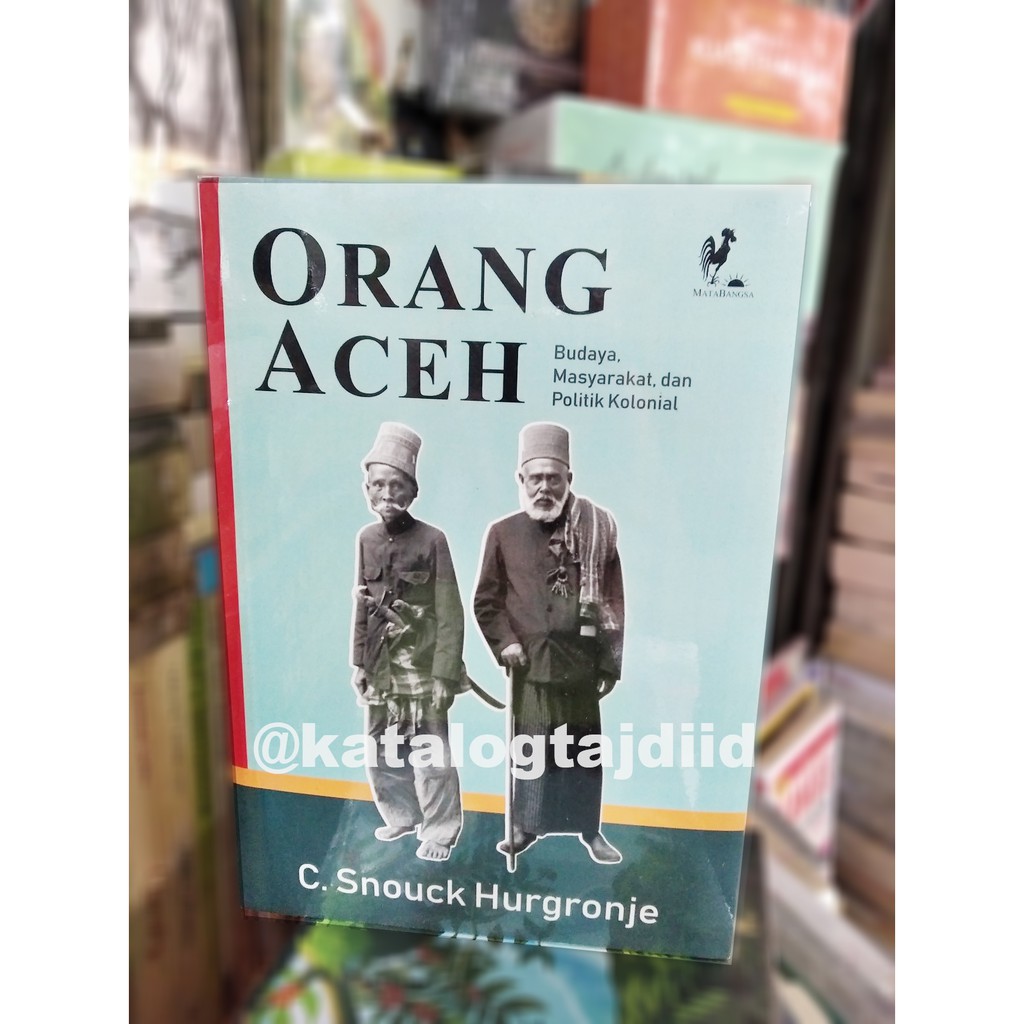 ORANG
ACEH
MATABANGSA
Budaya,
Masyarakat, dan
Politik Kolonial
@katalogtajdiid
C. Snouck Hurgronje